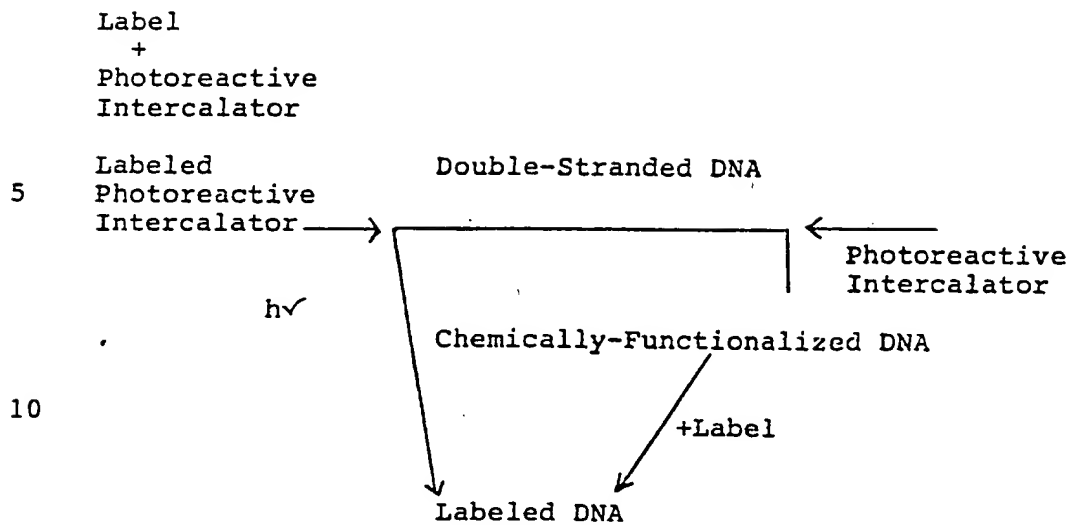 Label
+
Photoreactive
Intercalator
Labeled Double-Stranded DNA
5 Photoreactive
Intercalator
Photoreactive
Intercalator
h✓
Chemically-Functionalized DNA
10
+Label
Labeled DNA